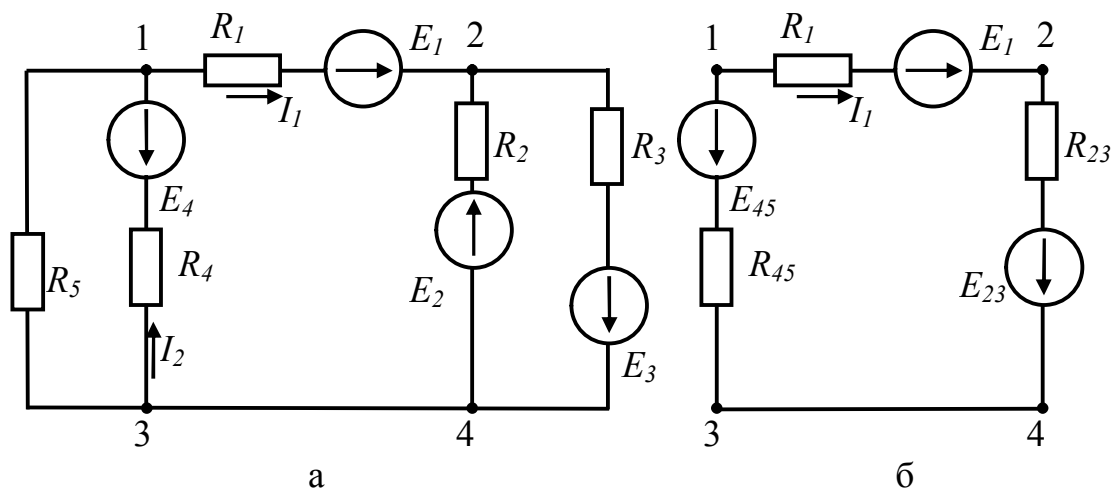 1 R₁ E₁ 2
I₁
R₂ R₃
E₄
R₅ R₄
E₂
I₂
E₃
3 4
а
1 R₁ E₁ 2
I₁
R₂₃
E₄₅
R₄₅
E₂₃
3 4
б